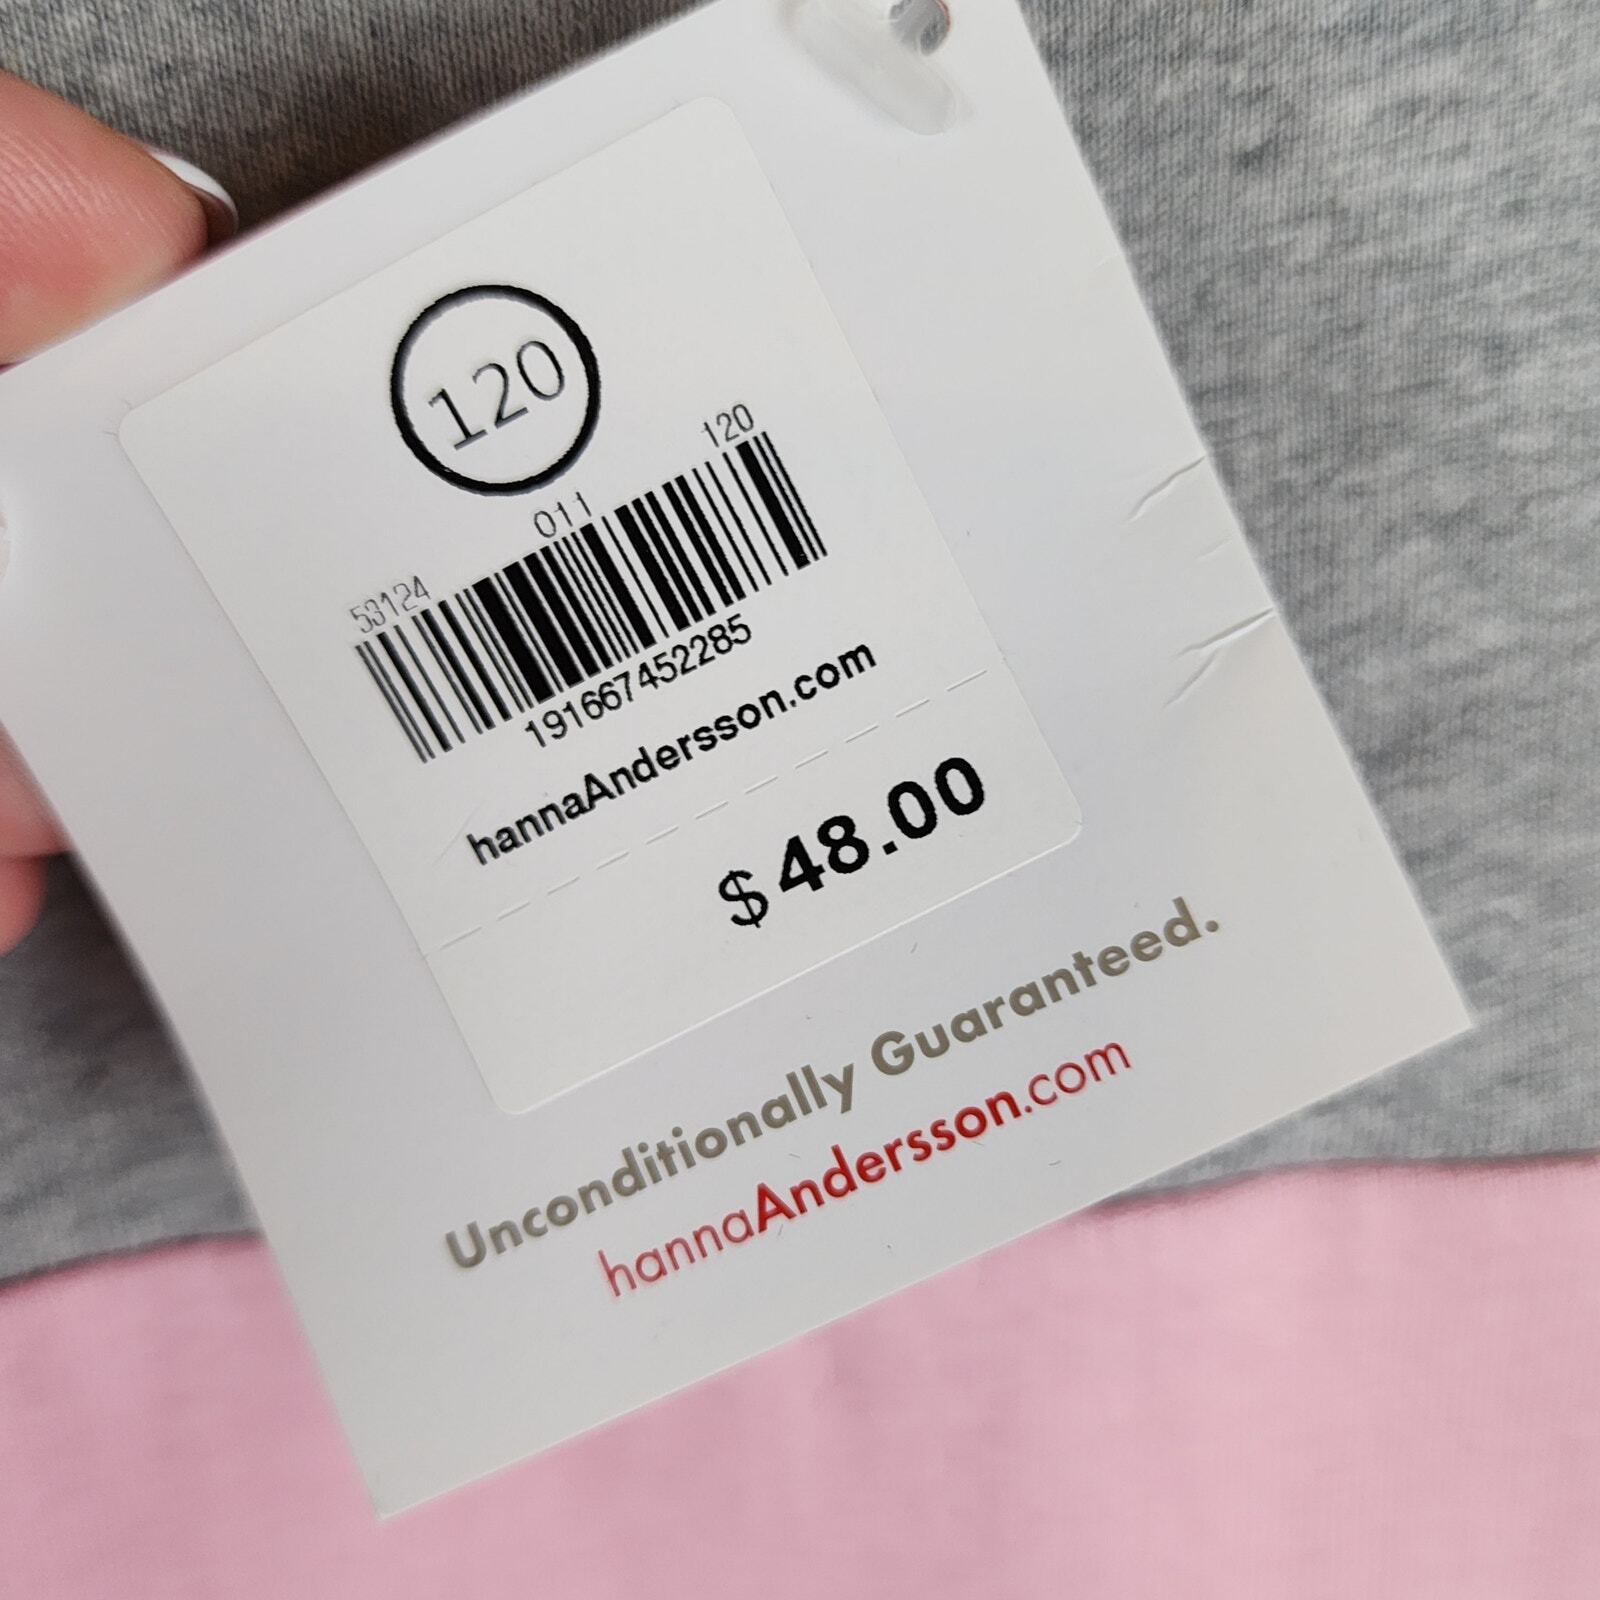 120
53124 011 120
191667452285
hannaAndersson.com
$48.00
Unconditionally Guaranteed.
hannaAndersson.com